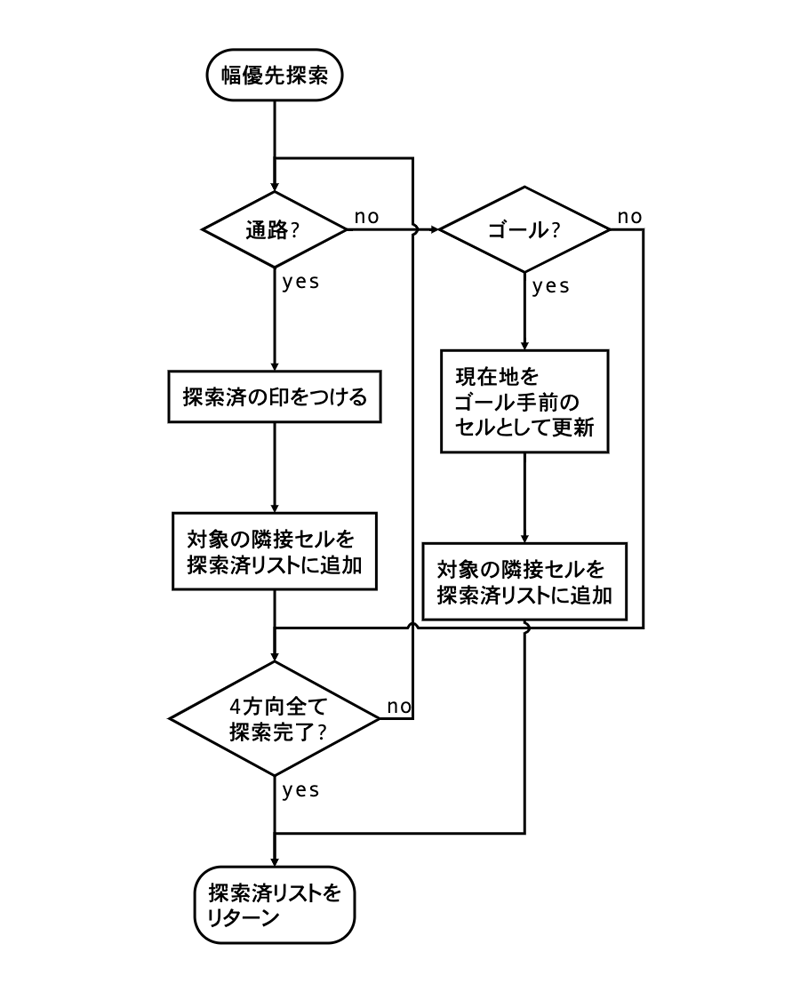 幅優先探索
通路?
no
ゴール?
no
yes
yes
探索済の印をつける
現在地を
ゴール手前の
セルとして更新
対象の隣接セルを
探索済リストに追加
対象の隣接セルを
探索済リストに追加
4方向全て
探索完了?
no
yes
探索済リストを
リターン